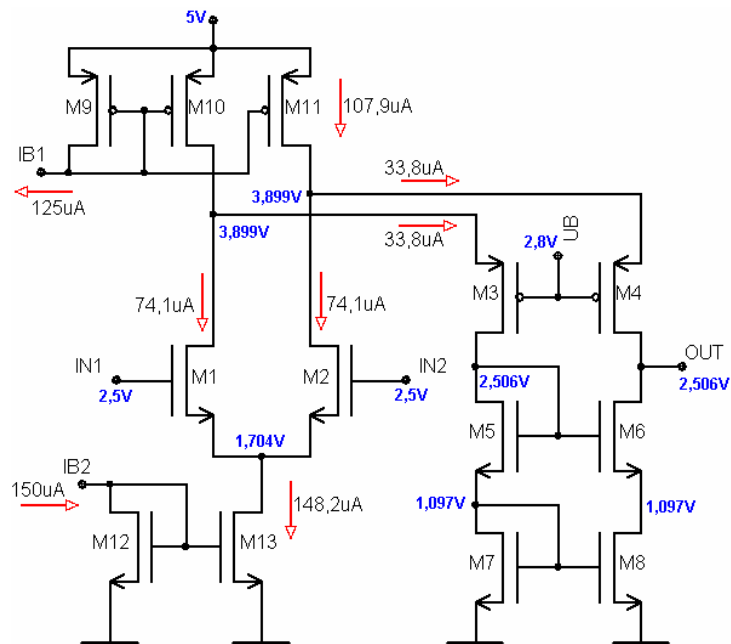 5V
M9
M10
M11
107,9uA
IB1
125uA
33,8uA
3,899V
3,899V
33,8uA
UB
2,8V
M3
M4
74,1uA
74,1uA
IN1
M1
M2
IN2
OUT
2,5V
2,5V
2,506V
2,506V
1,704V
M5
M6
IB2
150uA
148,2uA
1,097V
1,097V
M12
M13
M7
M8